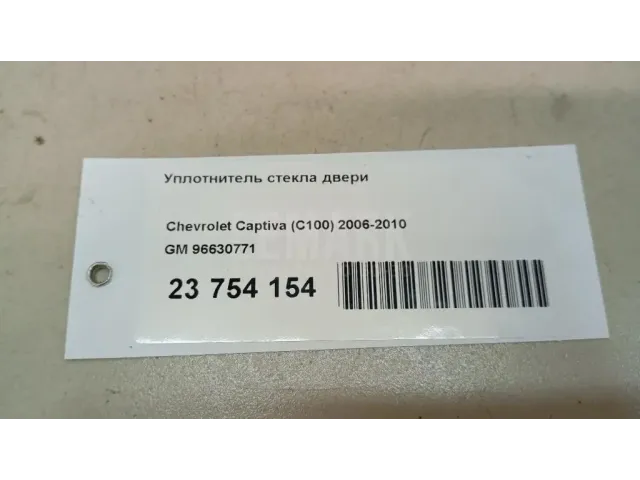 Уплотнитель стекла двери
Chevrolet Captiva (C100) 2006-2010
GM 96630771
23 754 154